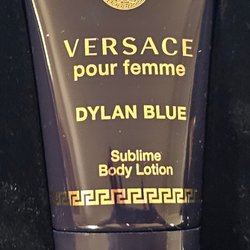 VERSACE
pour femme
DYLAN BLUE
Sublime
Body Lotion